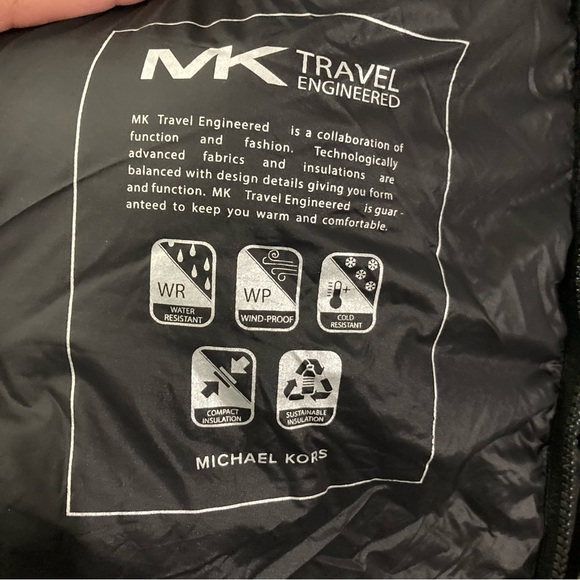 MK TRAVEL
ENGINEERED
MK Travel Engineered is a collaboration of
function and fashion. Technologically
advanced fabrics and insulations are
balanced with design details giving you form
and function. MK Travel Engineered is guar -
anteed to keep you warm and comfortable.
WR
WATER
RESISTANT
WP
WIND-PROOF
COLD
RESISTANT
COMPACT
INSULATION
SUSTAINABLE
INSULATION
MICHAEL KORS